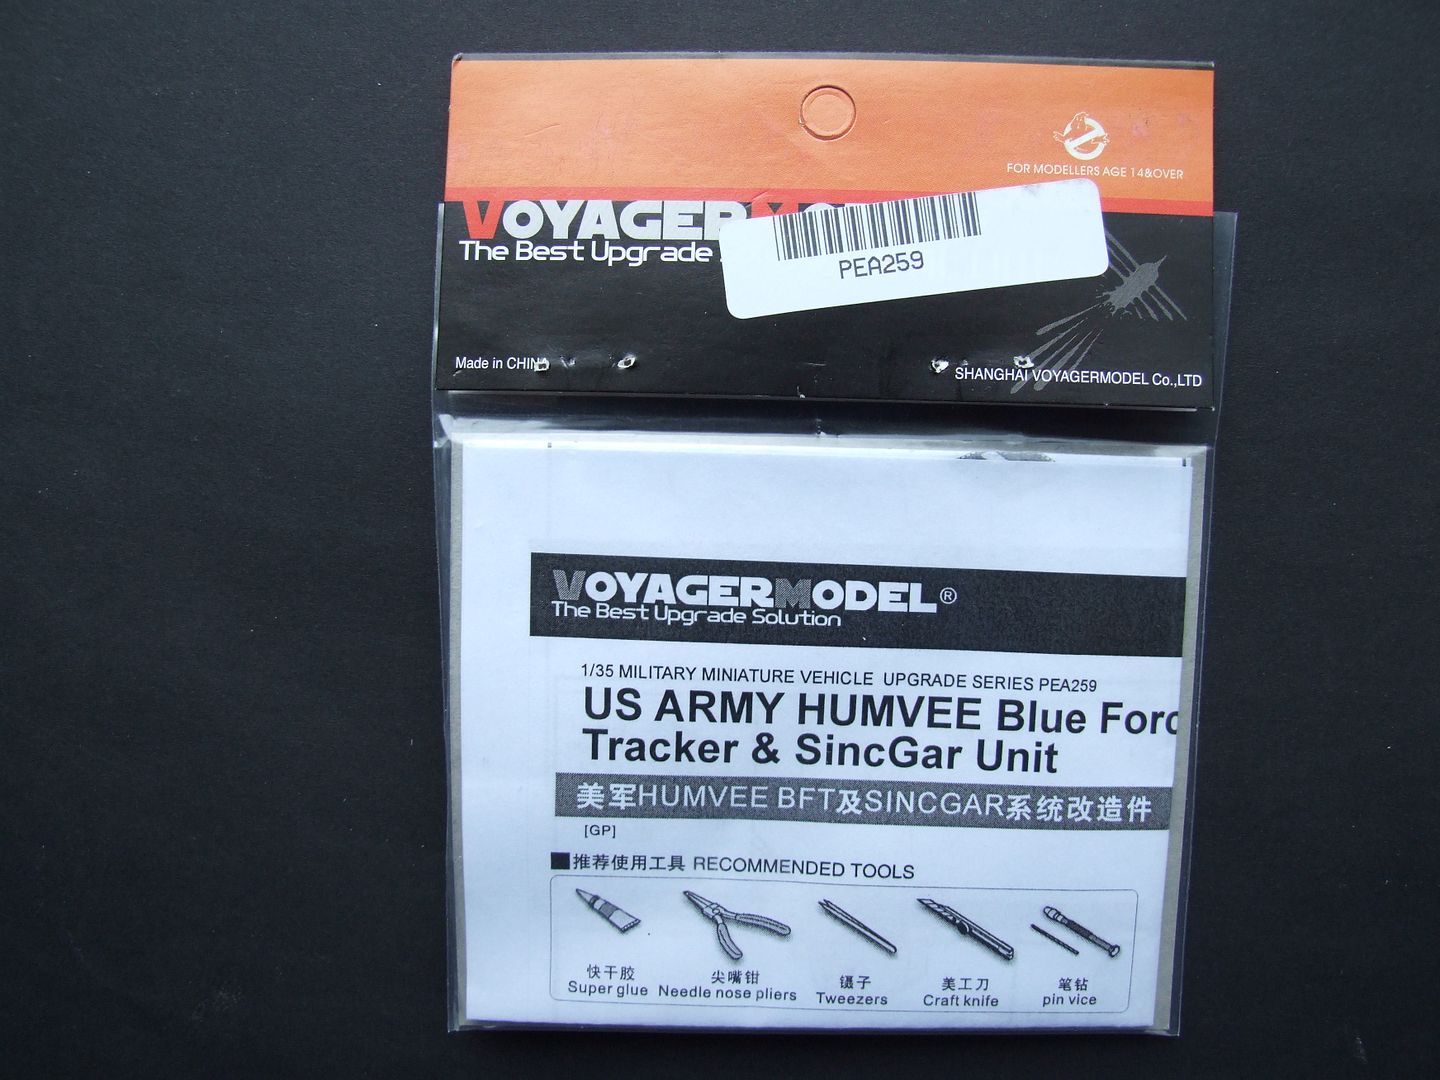 FOR MODELLERS AGE 14&OVER
VOYAGER
The Best Upgrade
PEA259
Made in CHINA
SHANGHAI VOYAGERMODEL Co.,LTD
VOYAGERMODEL®
The Best Upgrade Solution
1/35 MILITARY MINIATURE VEHICLE UPGRADE SERIES PEA259
US ARMY HUMVEE Blue Forc
Tracker & SincGar Unit
美军HUMVEE BFT及SINCGAR系统改造件
[GP]
■推荐使用工具 RECOMMENDED TOOLS
快干胶 尖嘴钳 镊子 美工刀 笔钻
Super glue Needle nose pliers Tweezers Craft knife pin vice